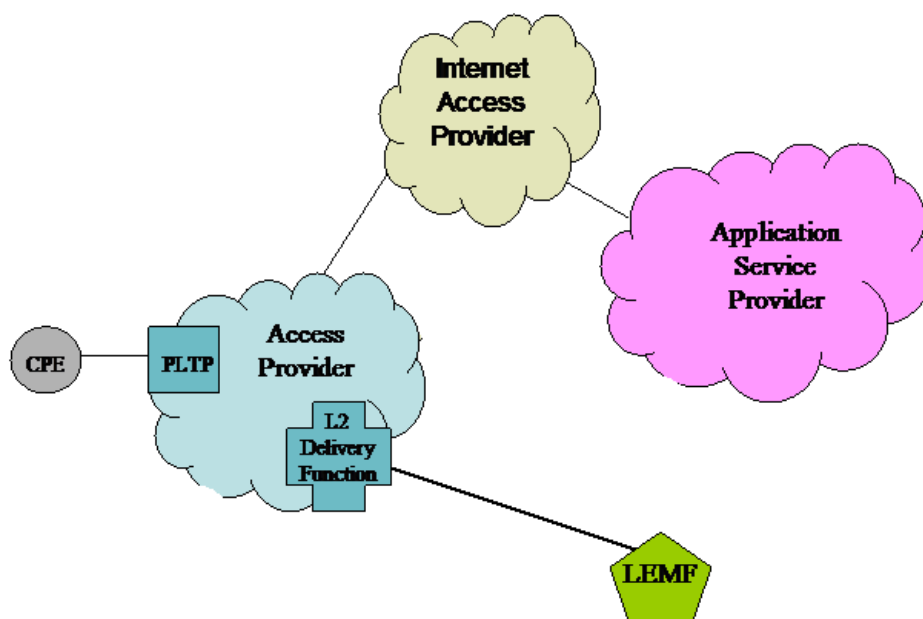 Internet
Access
Provider
Application
Service
Provider
Access
Provider
CPE
PLTP
L2
Delivery
Function
LEMF